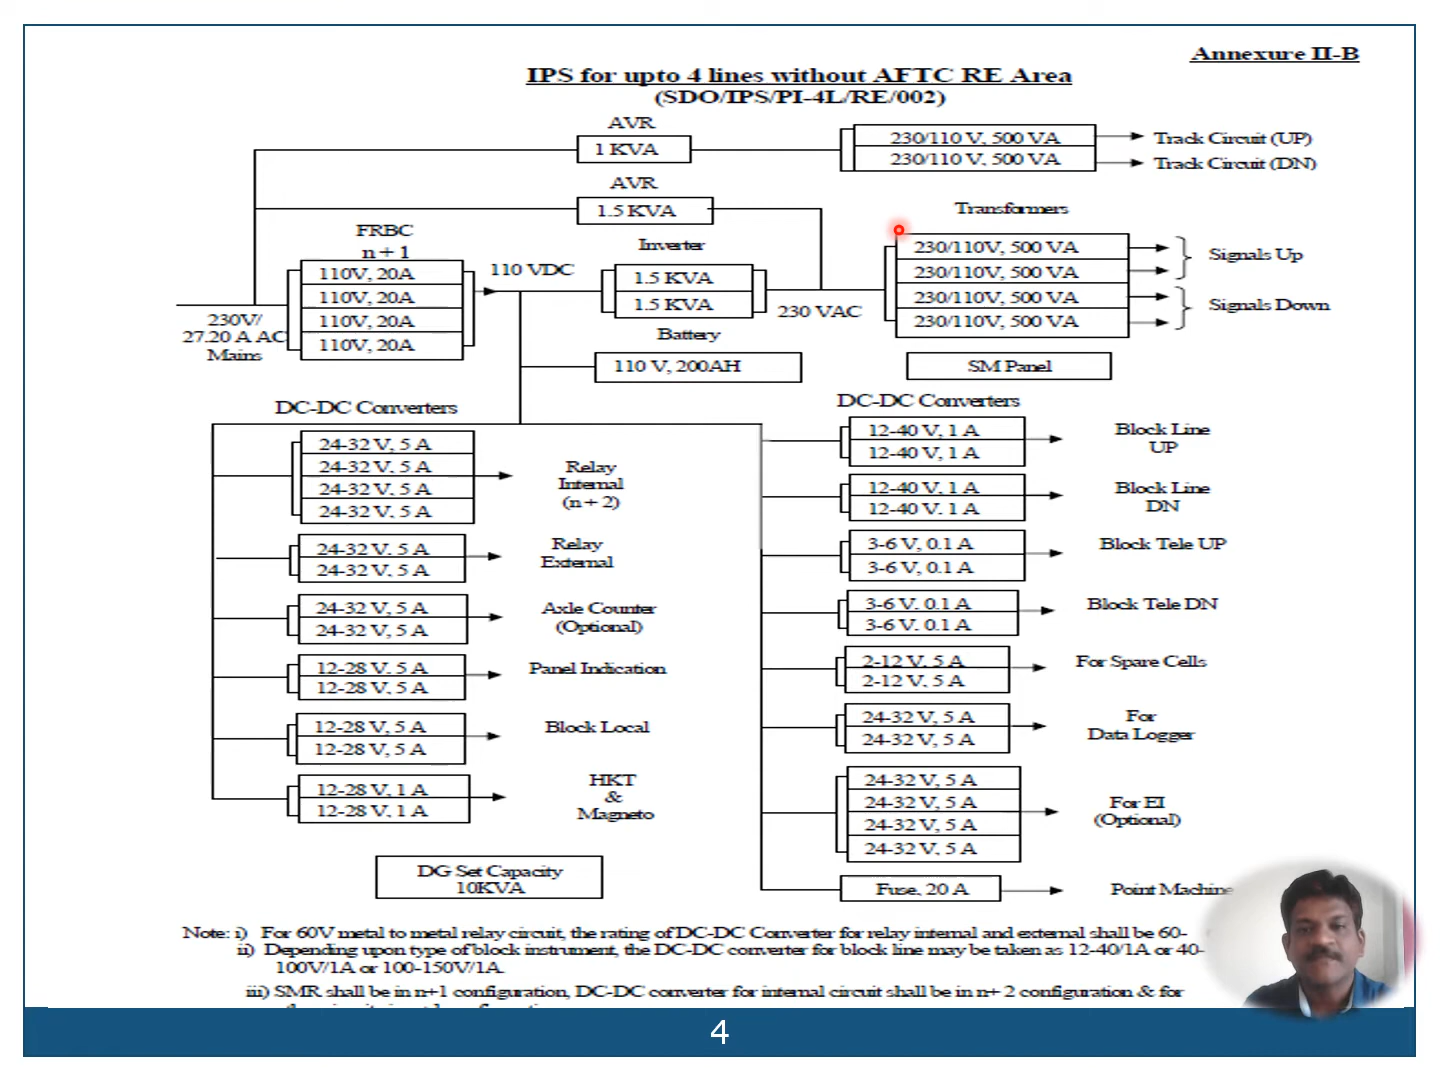 Annexure II-B
IPS for upto 4 lines without AFTC RE Area
(SDO/IPS/PI-4L/RE/002)
AVR
1 KVA
230/110 V, 500 VA
230/110 V, 500 VA
Track Circuit (UP)
Track Circuit (DN)
AVR
1.5 KVA
Transformers
FRBC
n + 1
110V, 20A
110V, 20A
110V, 20A
110V, 20A
230V/
27.20 A AC
Mains
110 VDC
Inverter
1.5 KVA
1.5 KVA
230 VAC
230/110V, 500 VA
230/110V, 500 VA
230/110V, 500 VA
230/110V, 500 VA
Signals Up
Signals Down
Battery
110 V, 200AH
SM Panel
DC-DC Converters
24-32 V, 5 A
24-32 V, 5 A
24-32 V, 5 A
24-32 V, 5 A
Relay
Internal
(n + 2)
24-32 V, 5 A
24-32 V, 5 A
Relay
External
24-32 V, 5 A
24-32 V, 5 A
Axle Counter
(Optional)
12-28 V, 5 A
12-28 V, 5 A
Panel Indication
12-28 V, 5 A
12-28 V, 5 A
Block Local
12-28 V, 1 A
12-28 V, 1 A
HKT
&
Magneto
DC-DC Converters
12-40 V, 1 A
12-40 V, 1 A
Block Line
UP
12-40 V, 1 A
12-40 V, 1 A
Block Line
DN
3-6 V, 0.1 A
3-6 V, 0.1 A
Block Tele UP
3-6 V, 0.1 A
3-6 V, 0.1 A
Block Tele DN
2-12 V, 5 A
2-12 V, 5 A
For Spare Cells
24-32 V, 5 A
24-32 V, 5 A
For
Data Logger
24-32 V, 5 A
24-32 V, 5 A
24-32 V, 5 A
24-32 V, 5 A
For EI
(Optional)
Fuse, 20 A
Point Machine
DG Set Capacity
10KVA
Note: i) For 60V metal to metal relay circuit, the rating of DC-DC Converter for relay internal and external shall be 60-
ii) Depending upon type of block instrument, the DC-DC converter for block line may be taken as 12-40/1A or 40-
100V/1A or 100-150V/1A.
iii) SMR shall be in n+1 configuration, DC-DC converter for internal circuit shall be in n+ 2 configuration & for
4